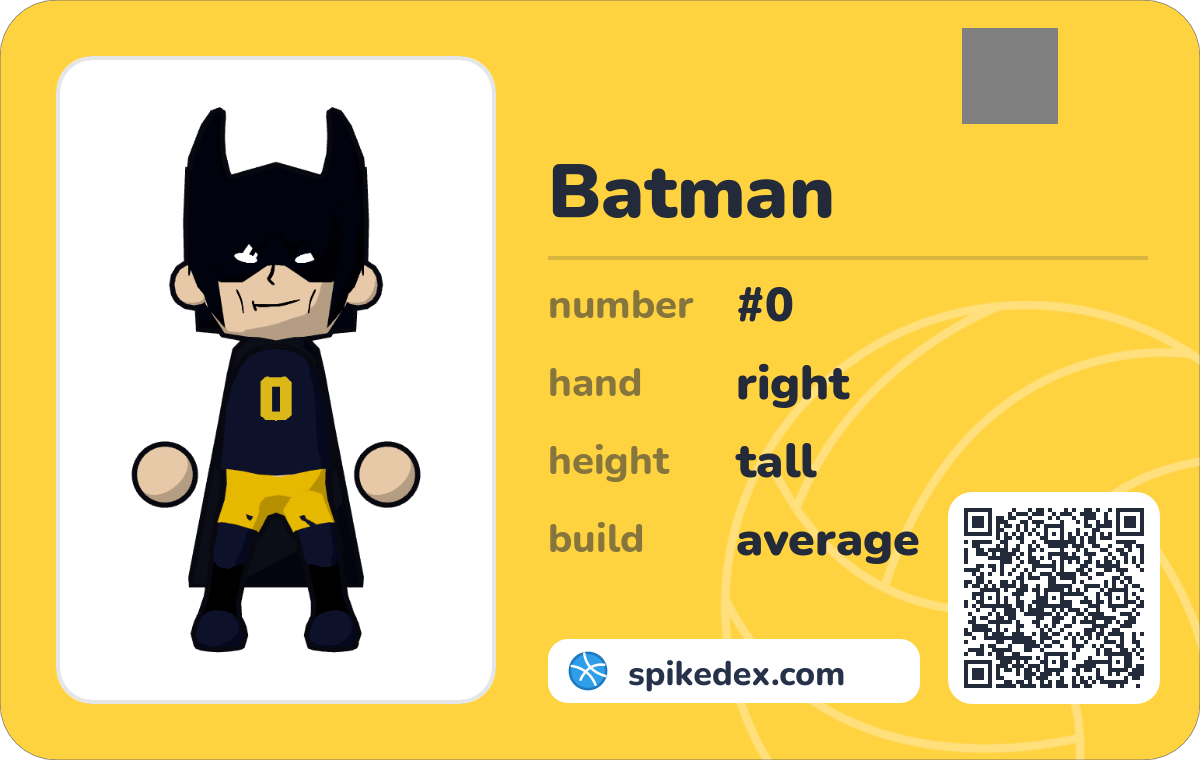 Batman
number #0
hand right
height tall
build average
spikedex.com
0